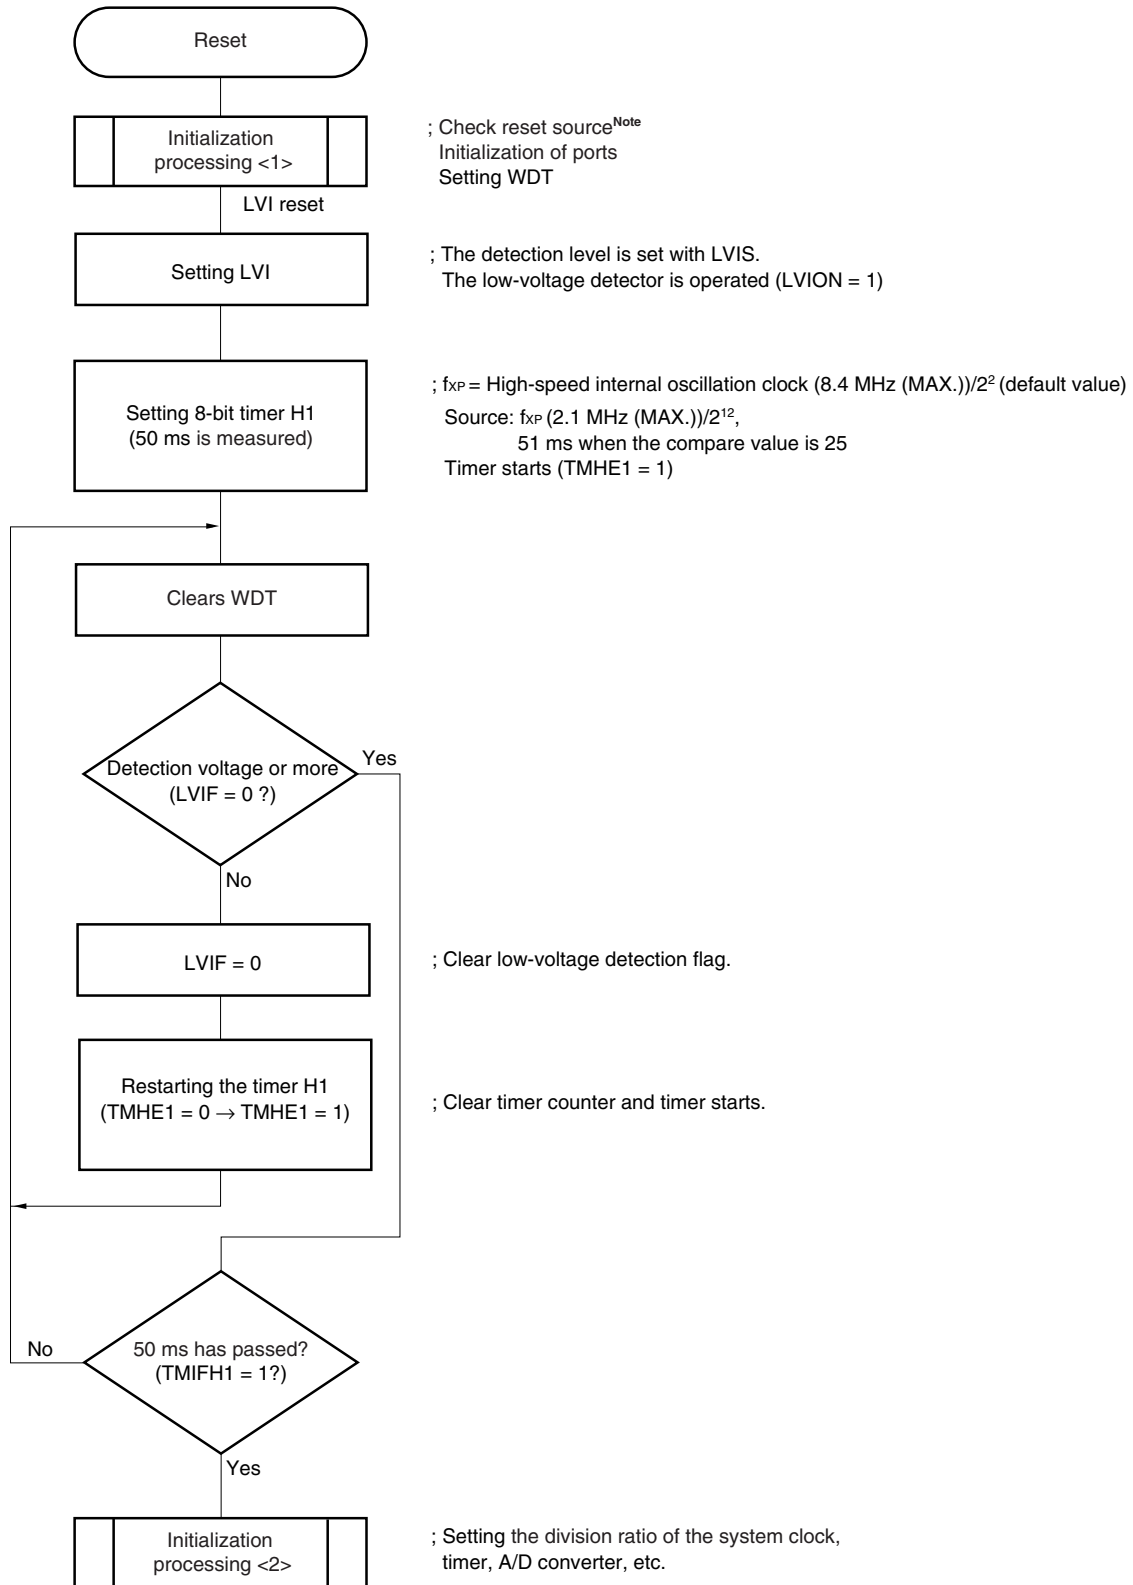 Reset
Initialization
processing <1>
; Check reset source^Note
Initialization of ports
Setting WDT
LVI reset
Setting LVI
; The detection level is set with LVIS.
The low-voltage detector is operated (LVION = 1)
Setting 8-bit timer H1
(50 ms is measured)
; fXP = High-speed internal oscillation clock (8.4 MHz (MAX.))/2² (default value)
Source: fXP (2.1 MHz (MAX.))/2¹²,
51 ms when the compare value is 25
Timer starts (TMHE1 = 1)
Clears WDT
Detection voltage or more
(LVIF = 0 ?)
Yes
No
LVIF = 0
; Clear low-voltage detection flag.
Restarting the timer H1
(TMHE1 = 0 → TMHE1 = 1)
; Clear timer counter and timer starts.
No
50 ms has passed?
(TMIFH1 = 1?)
Yes
Initialization
processing <2>
; Setting the division ratio of the system clock,
timer, A/D converter, etc.